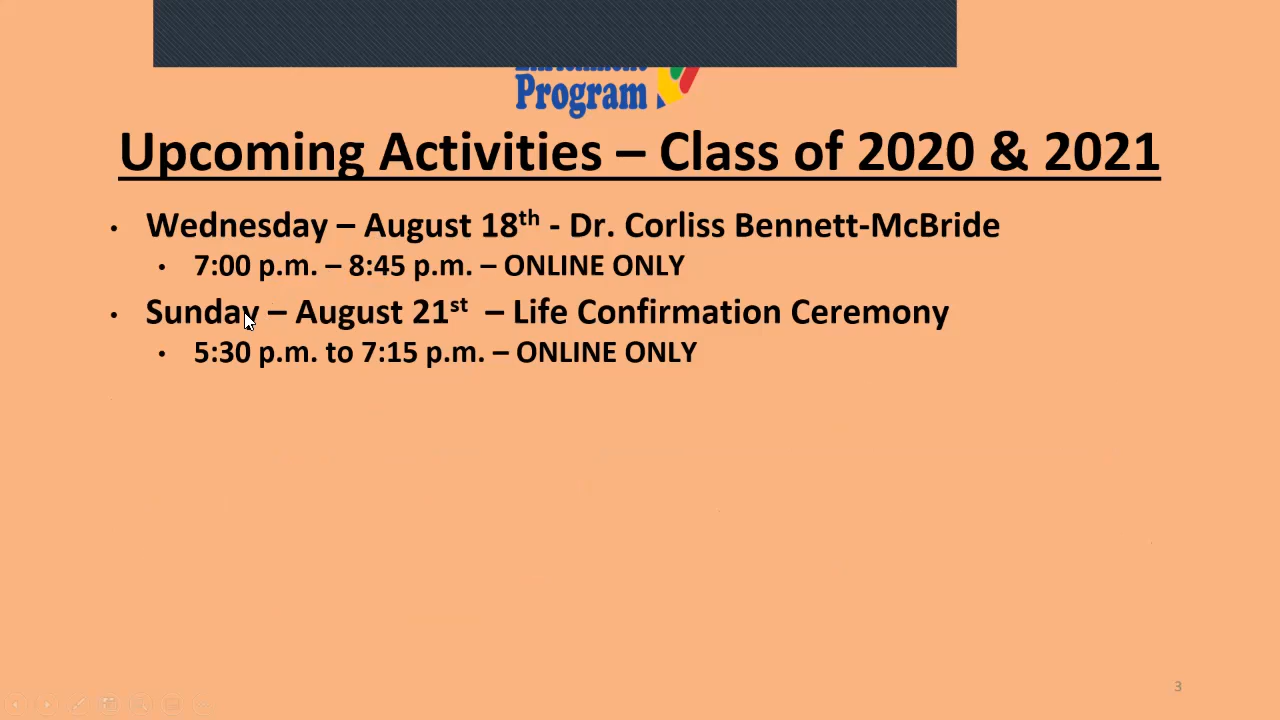 Program
Upcoming Activities – Class of 2020 & 2021
• Wednesday – August 18th - Dr. Corliss Bennett-McBride
• 7:00 p.m. – 8:45 p.m. – ONLINE ONLY
• Sunday – August 21st – Life Confirmation Ceremony
• 5:30 p.m. to 7:15 p.m. – ONLINE ONLY
3